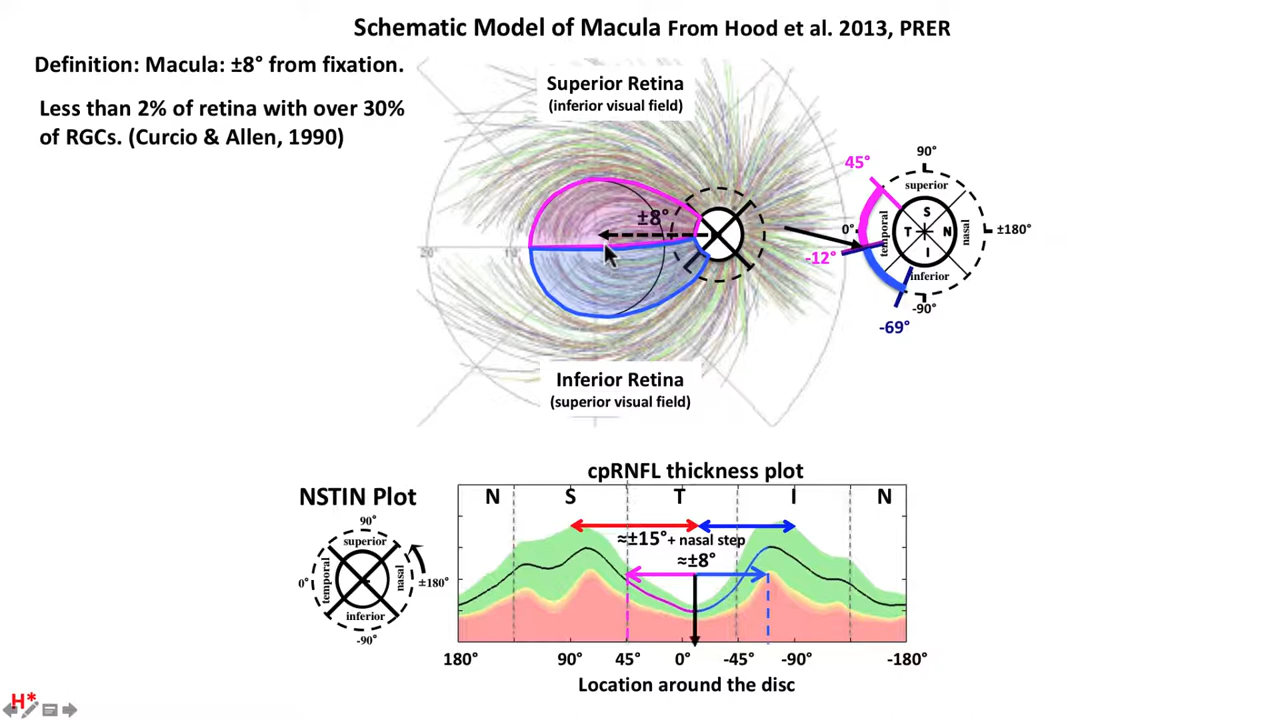 Schematic Model of Macula From Hood et al. 2013, PRER
Definition: Macula: ±8° from fixation.
Less than 2% of retina with over 30%
of RGCs. (Curcio & Allen, 1990)
Superior Retina
(inferior visual field)
±8°
20°
10°
Inferior Retina
(superior visual field)
45°
90°
superior
S
0°
temporal
T
N
nasal
±180°
-12°
I
inferior
-90°
-69°
cpRNFL thickness plot
NSTIN Plot
N S T I N
90°
superior
0°
temporal
nasal
±180°
inferior
-90°
≈±15° + nasal step
≈±8°
180° 90° 45° 0° -45° -90° -180°
Location around the disc
H*